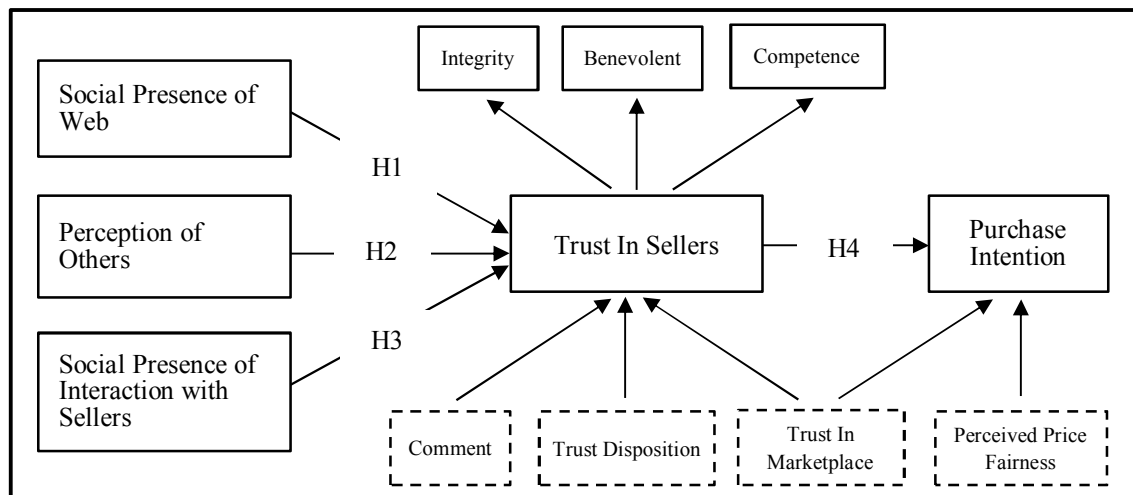 Integrity
Benevolent
Competence
Social Presence of
Web
H1
Perception of
Others
H2
Trust In Sellers
H4
Purchase
Intention
H3
Social Presence of
Interaction with
Sellers
Comment
Trust Disposition
Trust In
Marketplace
Perceived Price
Fairness